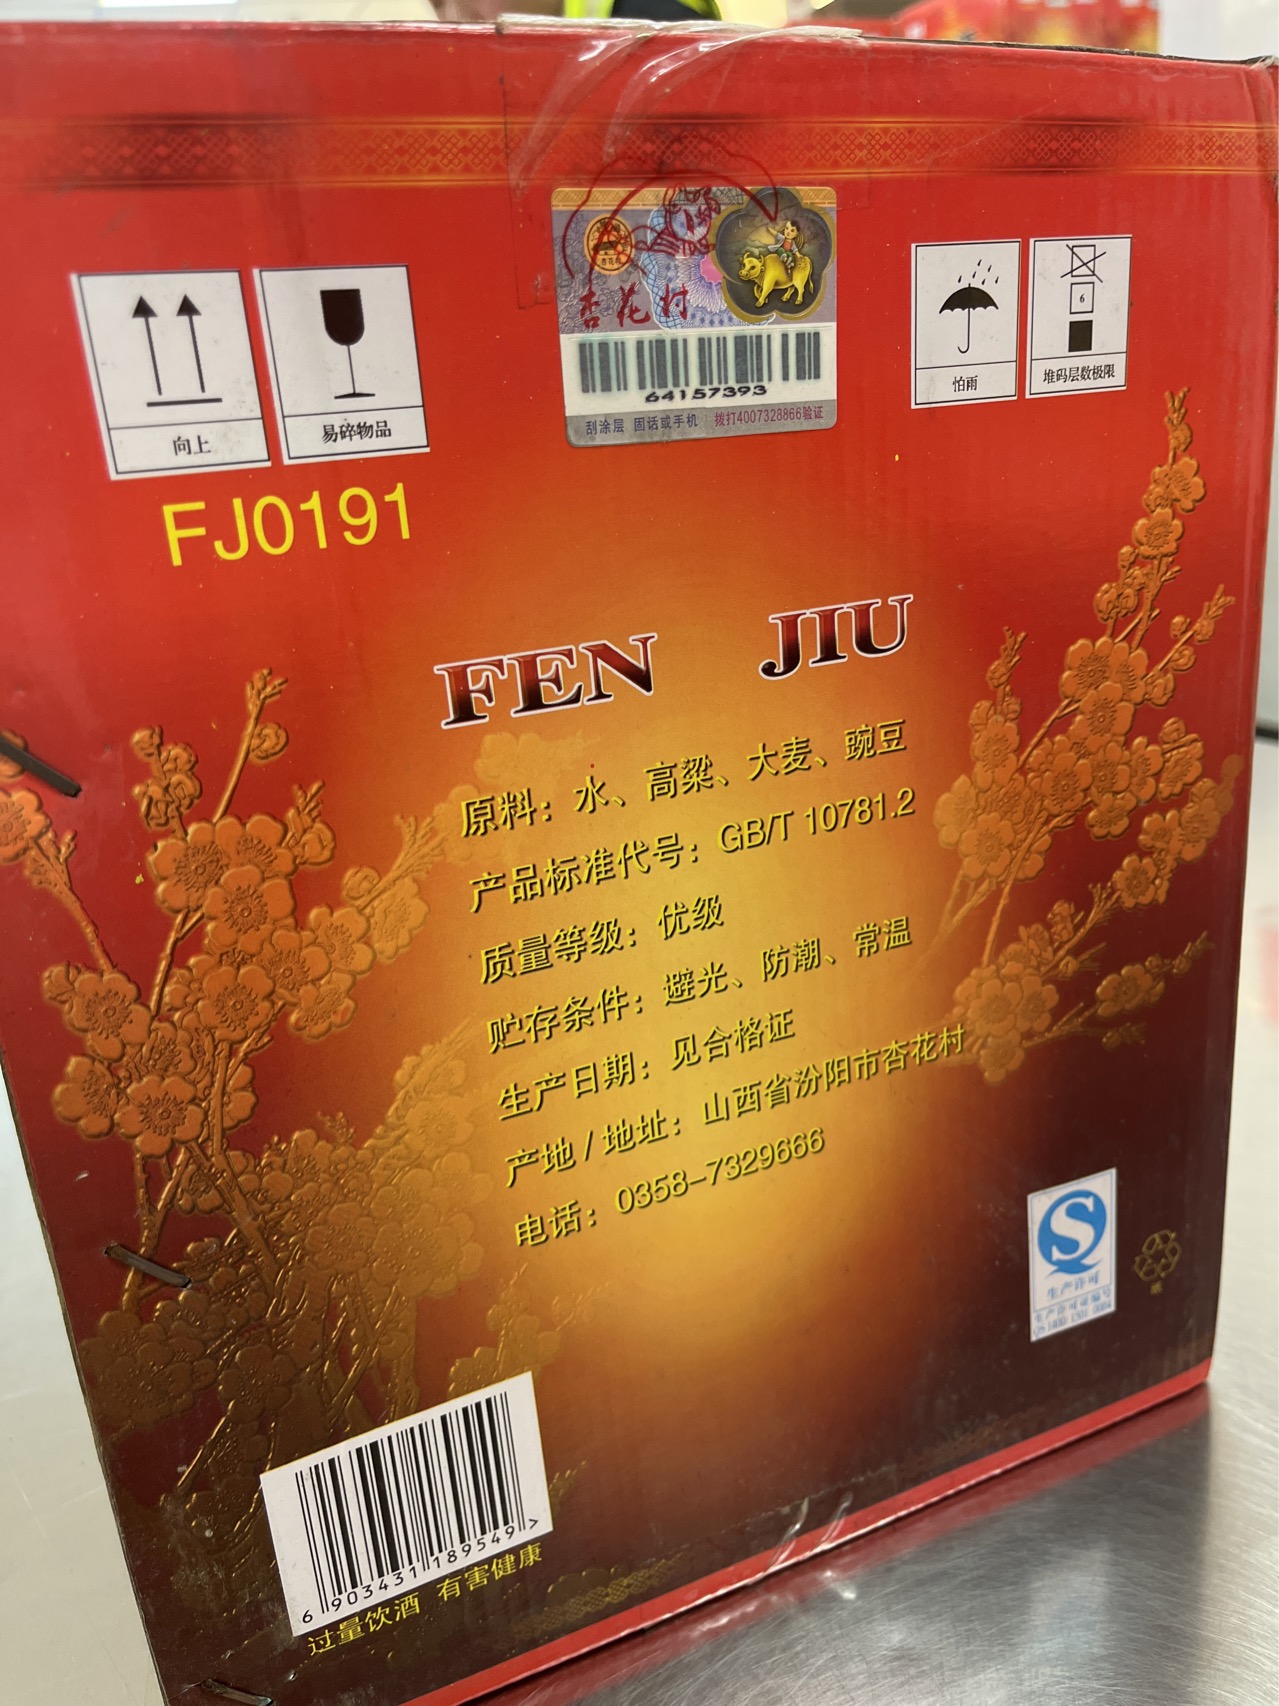 杏花村
64157393
刮涂层 固话或手机 拨打4007328866验证
向上
易碎物品
怕雨
6
堆码层数极限
FJ0191
FEN JIU
原料：水、高粱、大麦、豌豆
产品标准代号：GB/T 10781.2
质量等级：优级
贮存条件：避光、防潮、常温
生产日期：见合格证
产地/地址：山西省汾阳市杏花村
电话：0358-7329666
生产许可
6 903431 189549 >
过量饮酒 有害健康